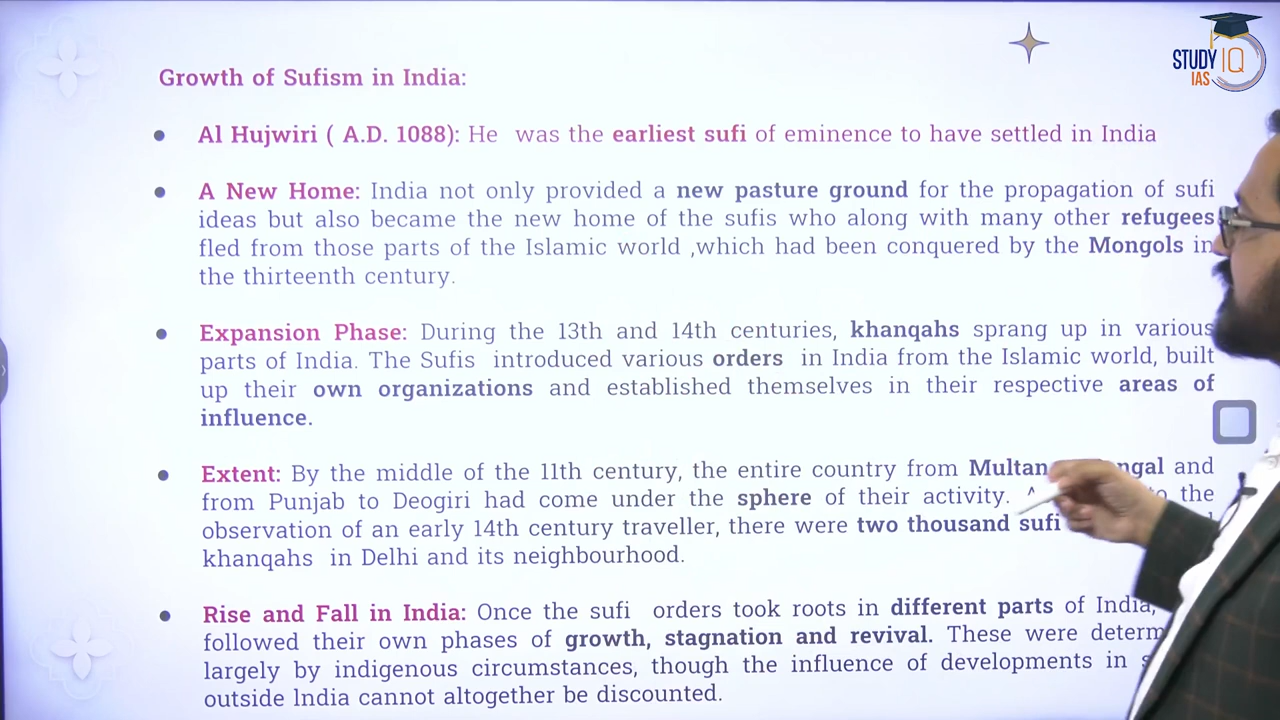 STUDY IQ
IAS
Growth of Sufism in India:
● Al Hujwiri ( A.D. 1088): He was the earliest sufi of eminence to have settled in India
● A New Home: India not only provided a new pasture ground for the propagation of sufi
ideas but also became the new home of the sufis who along with many other refugees
fled from those parts of the Islamic world ,which had been conquered by the Mongols in
the thirteenth century.
● Expansion Phase: During the 13th and 14th centuries, khanqahs sprang up in various
parts of India. The Sufis introduced various orders in India from the Islamic world, built
up their own organizations and established themselves in their respective areas of
influence.
● Extent: By the middle of the 11th century, the entire country from Multan and
from Punjab to Deogiri had come under the sphere of their activity. the
observation of an early 14th century traveller, there were two thousand sufi
khanqahs in Delhi and its neighbourhood.
● Rise and Fall in India: Once the sufi orders took roots in different parts of India,
followed their own phases of growth, stagnation and revival. These were
largely by indigenous circumstances, though the influence of developments in
outside India cannot altogether be discounted.